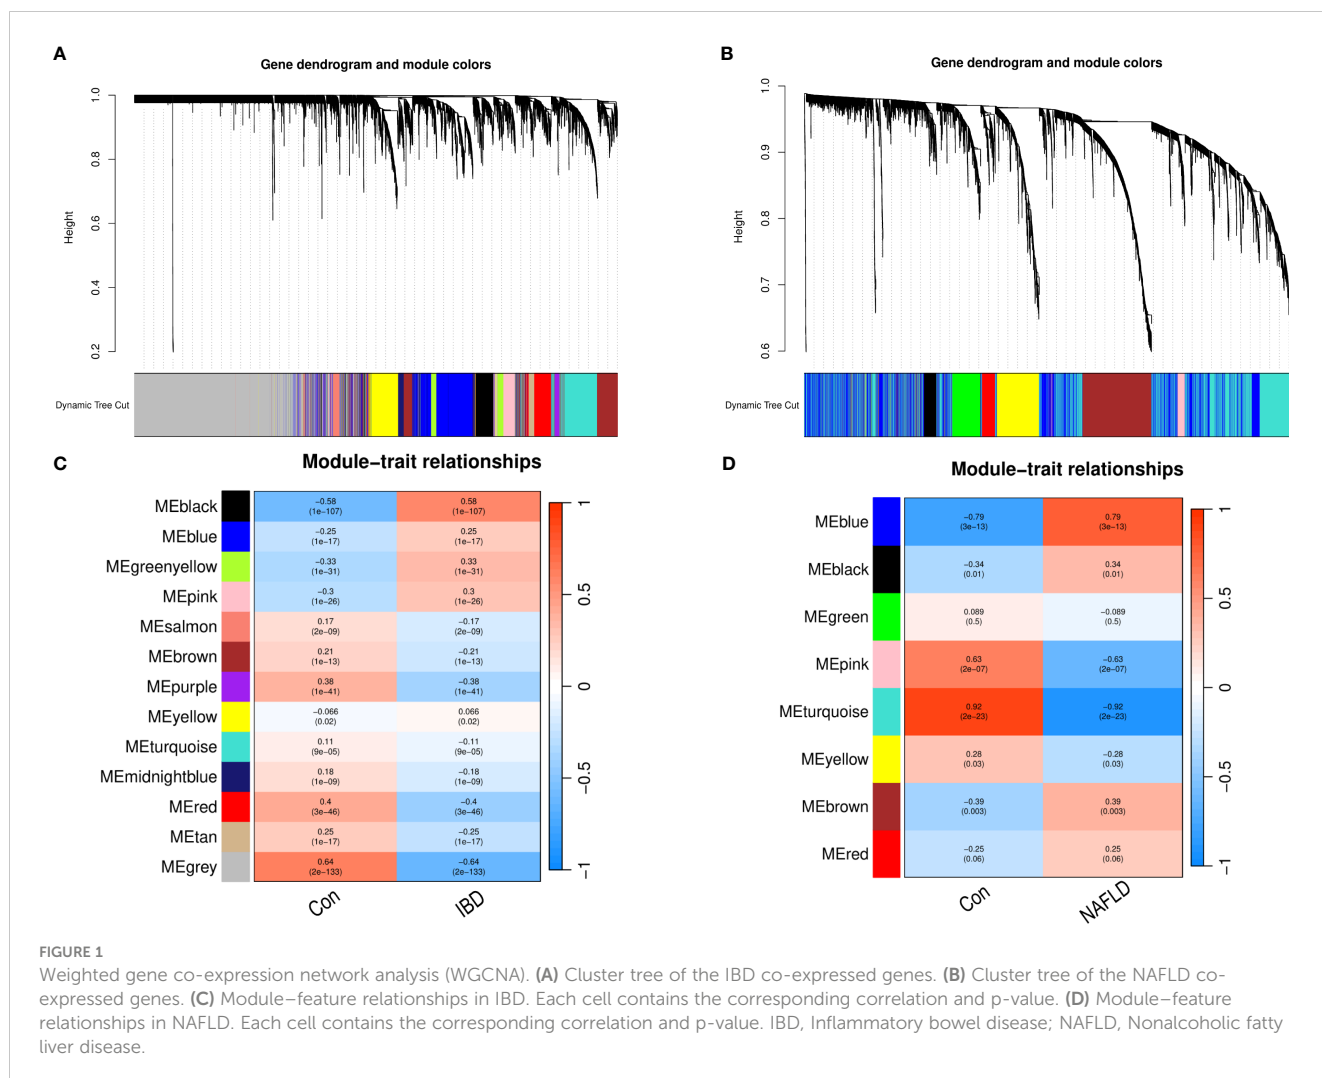 A
Gene dendrogram and module colors
Height
1.0
0.8
0.6
0.4
0.2
Dynamic Tree Cut
B
Gene dendrogram and module colors
Height
1.0
0.9
0.8
0.7
0.6
Dynamic Tree Cut
C
Module−trait relationships
MEblack −0.58 0.58
(1e−107) (1e−107)
MEblue −0.25 0.25
(1e−17) (1e−17)
MEgreenyellow −0.33 0.33
(1e−31) (1e−31)
MEpink −0.3 0.3
(1e−26) (1e−26)
MEsalmon 0.17 −0.17
(2e−09) (2e−09)
MEbrown 0.21 −0.21
(1e−13) (1e−13)
MEpurple 0.38 −0.38
(1e−41) (1e−41)
MEyellow −0.066 0.066
(0.02) (0.02)
MEturquoise 0.11 −0.11
(9e−05) (9e−05)
MEmidnightblue 0.18 −0.18
(1e−09) (1e−09)
MEred 0.4 −0.4
(3e−46) (3e−46)
MEtan 0.25 −0.25
(1e−17) (1e−17)
MEgrey 0.64 −0.64
(2e−133) (2e−133)
Con IBD
1
0.5
0
−0.5
−1
D
Module−trait relationships
MEblue −0.79 0.79
(3e−13) (3e−13)
MEblack −0.34 0.34
(0.01) (0.01)
MEgreen 0.089 −0.089
(0.5) (0.5)
MEpink 0.63 −0.63
(2e−07) (2e−07)
MEturquoise 0.92 −0.92
(2e−23) (2e−23)
MEyellow 0.28 −0.28
(0.03) (0.03)
MEbrown −0.39 0.39
(0.003) (0.003)
MEred −0.25 0.25
(0.06) (0.06)
Con NAFLD
1
0.5
0
−0.5
−1
FIGURE 1
Weighted gene co-expression network analysis (WGCNA). (A) Cluster tree of the IBD co-expressed genes. (B) Cluster tree of the NAFLD co-
expressed genes. (C) Module–feature relationships in IBD. Each cell contains the corresponding correlation and p-value. (D) Module–feature
relationships in NAFLD. Each cell contains the corresponding correlation and p-value. IBD, Inflammatory bowel disease; NAFLD, Nonalcoholic fatty
liver disease.